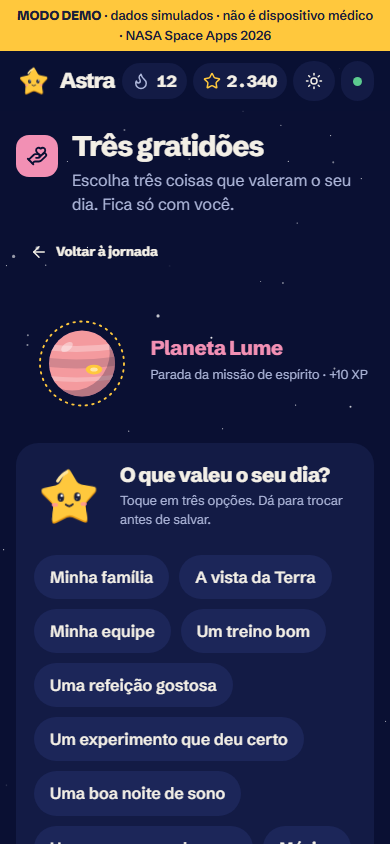 MODO DEMO · dados simulados · não é dispositivo médico
· NASA Space Apps 2026
Astra 12 2.340
Três gratidões
Escolha três coisas que valeram o seu
dia. Fica só com você.
← Voltar à jornada
Planeta Lume
Parada da missão de espírito · +10 XP
O que valeu o seu dia?
Toque em três opções. Dá para trocar
antes de salvar.
Minha família
A vista da Terra
Minha equipe
Um treino bom
Uma refeição gostosa
Um experimento que deu certo
Uma boa noite de sono